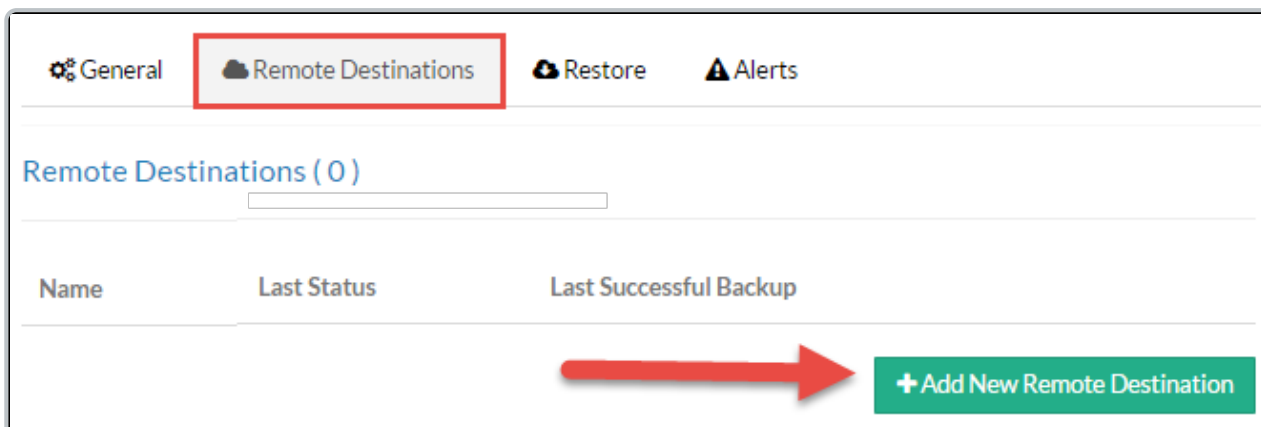 General Remote Destinations Restore Alerts
Remote Destinations ( 0 )
Name Last Status Last Successful Backup
+ Add New Remote Destination